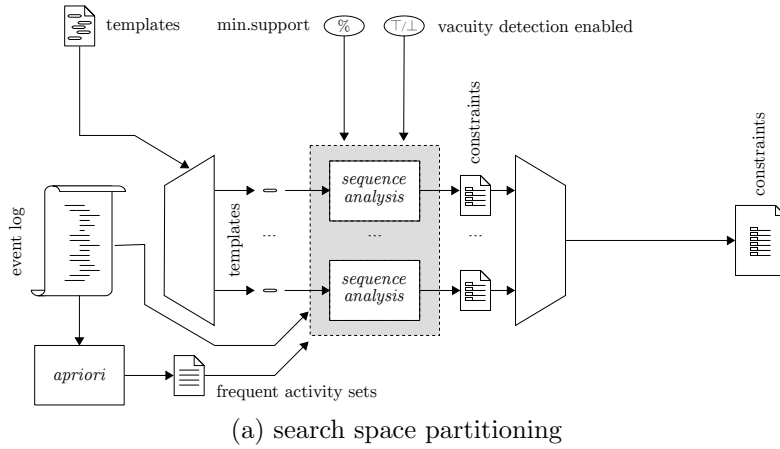 templates
min.support
%
⊤/⊥
vacuity detection enabled
constraints
constraints
event log
templates
sequence
analysis
...
...
...
sequence
analysis
apriori
frequent activity sets
(a) search space partitioning